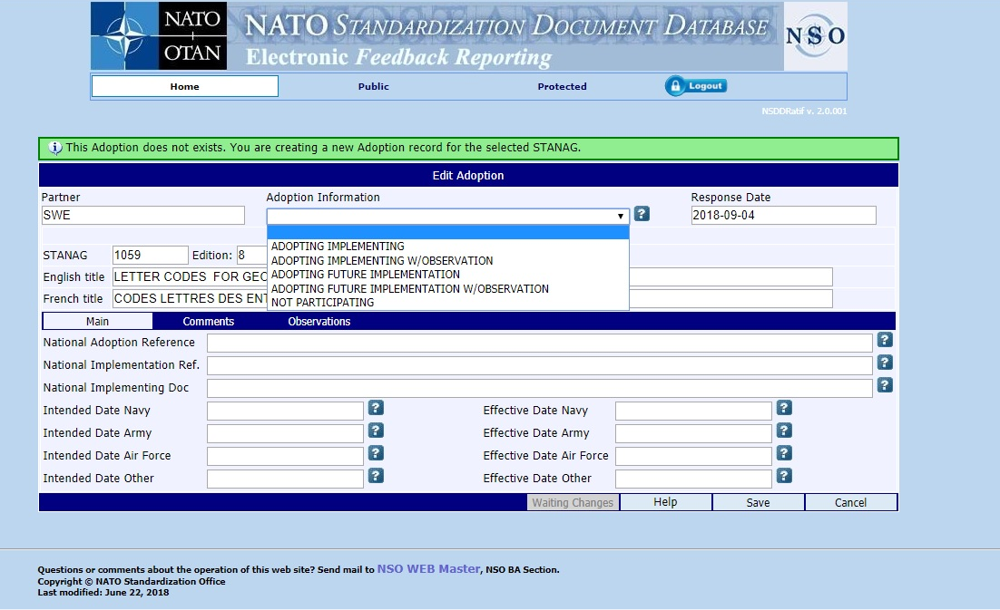 NATO
OTAN
NATO STANDARDIZATION DOCUMENT DATABASE
Electronic Feedback Reporting
NSO
Home Public Protected Logout
NSDDRatif v. 2.0.001
This Adoption does not exists. You are creating a new Adoption record for the selected STANAG.
Edit Adoption
Partner Adoption Information Response Date
SWE ? 2018-09-04
ADOPTING IMPLEMENTING
ADOPTING IMPLEMENTING W/OBSERVATION
ADOPTING FUTURE IMPLEMENTATION
ADOPTING FUTURE IMPLEMENTATION W/OBSERVATION
NOT PARTICIPATING
STANAG 1059 Edition: 8
English title LETTER CODES FOR GEO
French title CODES LETTRES DES ENT
Main Comments Observations
National Adoption Reference ?
National Implementation Ref. ?
National Implementing Doc ?
Intended Date Navy ? Effective Date Navy ?
Intended Date Army ? Effective Date Army ?
Intended Date Air Force ? Effective Date Air Force ?
Intended Date Other ? Effective Date Other ?
Waiting Changes Help Save Cancel
Questions or comments about the operation of this web site? Send mail to NSO WEB Master, NSO BA Section.
Copyright © NATO Standardization Office
Last modified: June 22, 2018